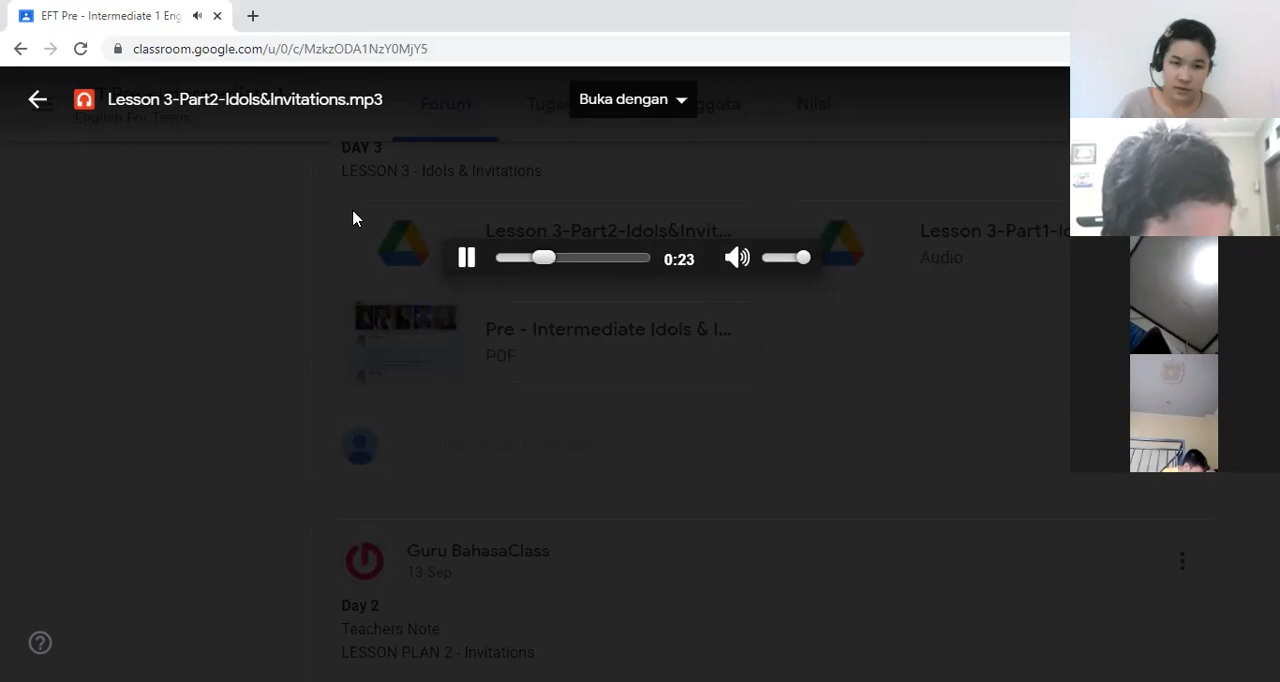 EFT Pre - Intermediate 1 Eng
classroom.google.com/u/0/c/MzkzODA1NzY0MjY5
Lesson 3-Part2-Idols&Invitations.mp3
Buka dengan
English For Teens
Forum
Tugas
Nilai
DAY 3
LESSON 3 - Idols & Invitations
Lesson 3-Part2-Idols&Invit...
Lesson 3-Part1-Id
Audio
0:23
Pre - Intermediate Idols & I...
PDF
Guru BahasaClass
13 Sep
Day 2
Teachers Note
LESSON PLAN 2 - Invitations